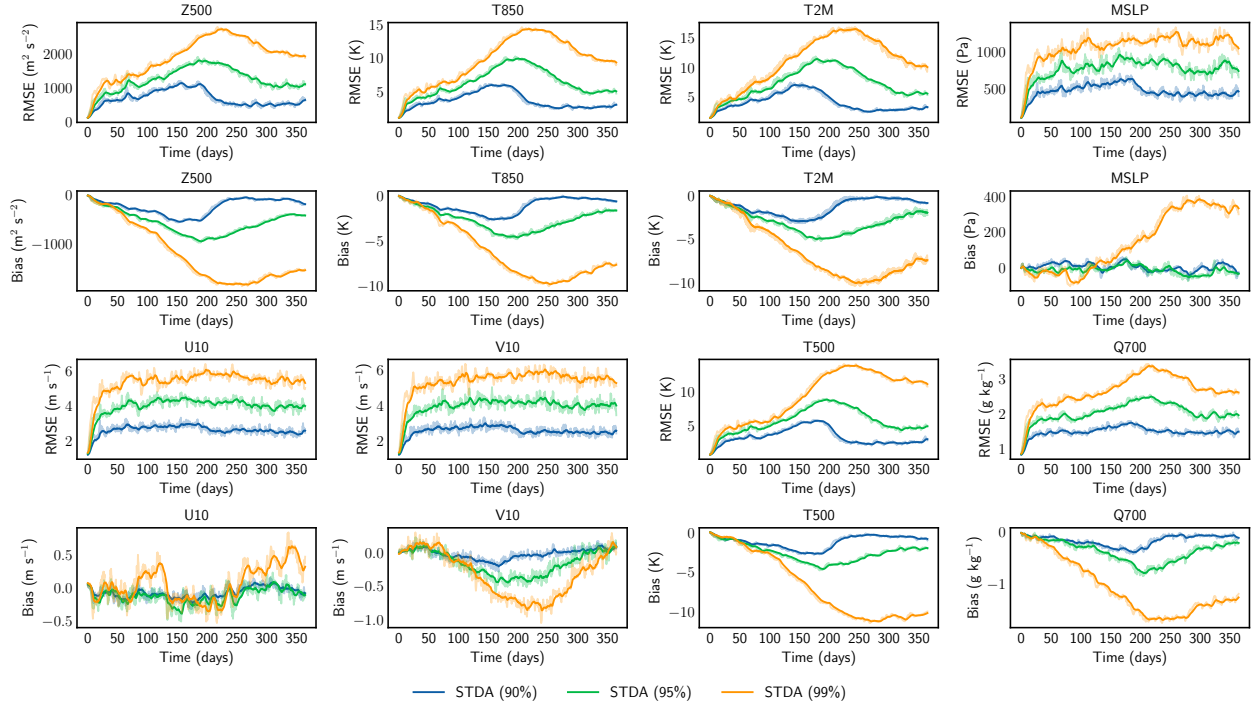 Z500 T850 T2M MSLP
RMSE (m² s⁻²)
2000
1000
0
0 50 100 150 200 250 300 350
Time (days)
RMSE (K)
15
10
5
0 50 100 150 200 250 300 350
Time (days)
RMSE (K)
15
10
5
0 50 100 150 200 250 300 350
Time (days)
RMSE (Pa)
1000
500
0 50 100 150 200 250 300 350
Time (days)
Z500 T850 T2M MSLP
Bias (m² s⁻²)
0
−1000
0 50 100 150 200 250 300 350
Time (days)
Bias (K)
0
−5
−10
0 50 100 150 200 250 300 350
Time (days)
Bias (K)
0
−5
−10
0 50 100 150 200 250 300 350
Time (days)
Bias (Pa)
400
200
0
0 50 100 150 200 250 300 350
Time (days)
U10 V10 T500 Q700
RMSE (m s⁻¹)
6
4
2
0 50 100 150 200 250 300 350
Time (days)
RMSE (m s⁻¹)
6
4
2
0 50 100 150 200 250 300 350
Time (days)
RMSE (K)
10
5
0 50 100 150 200 250 300 350
Time (days)
RMSE (g kg⁻¹)
3
2
1
0 50 100 150 200 250 300 350
Time (days)
U10 V10 T500 Q700
Bias (m s⁻¹)
0.5
0.0
−0.5
0 50 100 150 200 250 300 350
Time (days)
Bias (m s⁻¹)
0.0
−0.5
−1.0
0 50 100 150 200 250 300 350
Time (days)
Bias (K)
0
−5
−10
0 50 100 150 200 250 300 350
Time (days)
Bias (g kg⁻¹)
0
−1
0 50 100 150 200 250 300 350
Time (days)
STDA (90%) STDA (95%) STDA (99%)